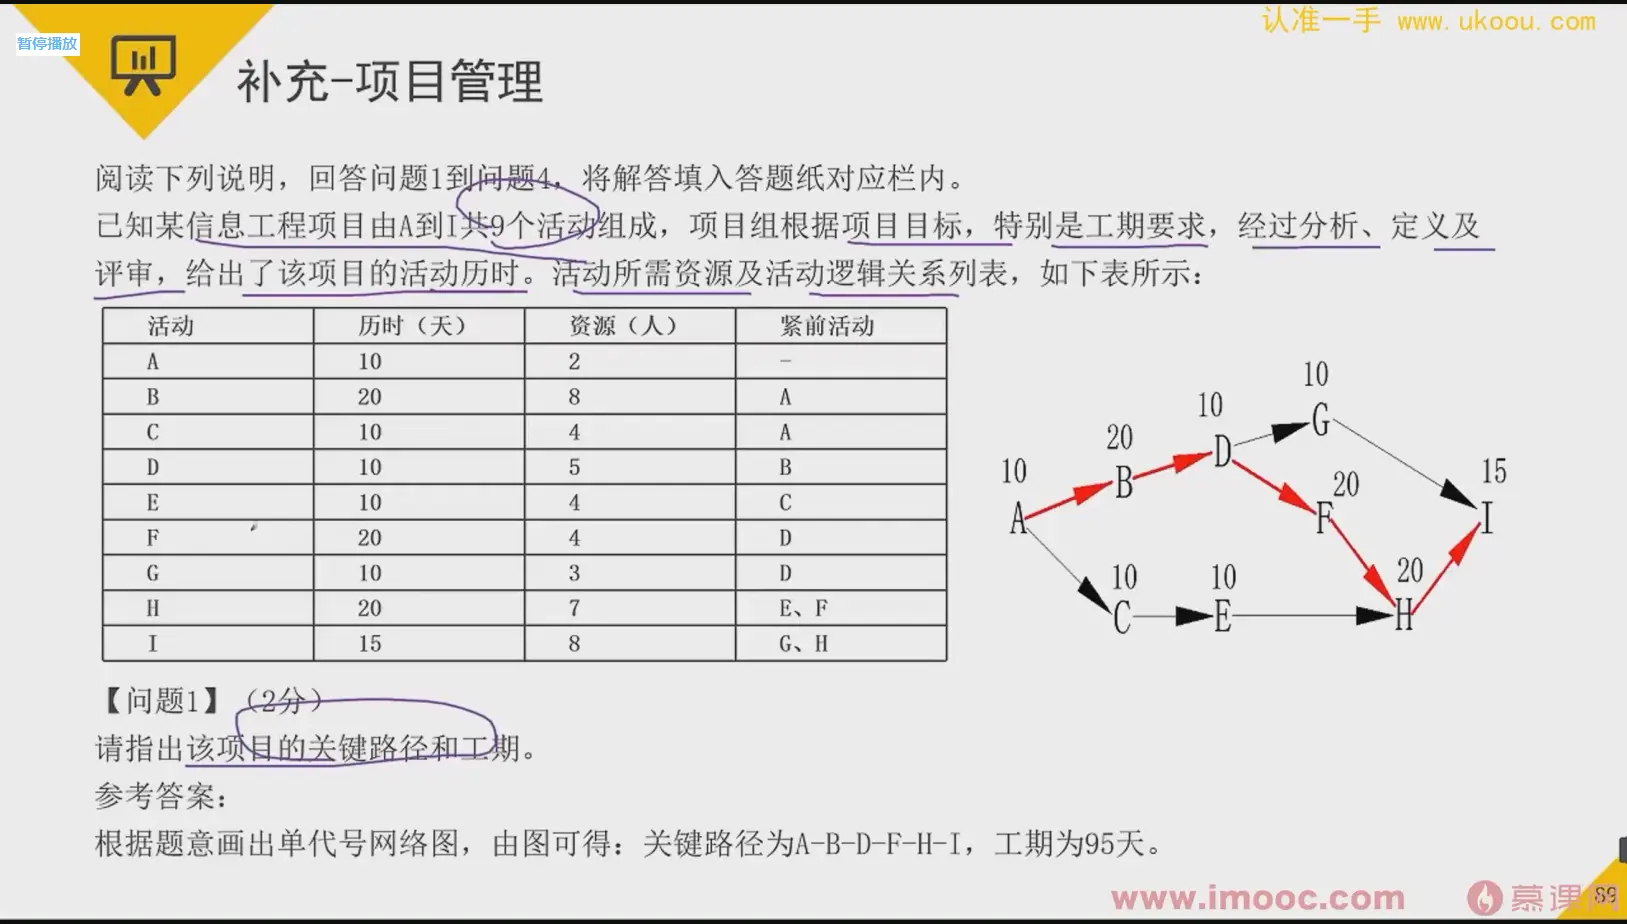 认准一手 www.ukoou.com
暂停播放
补充-项目管理
阅读下列说明，回答问题1到问题4，将解答填入答题纸对应栏内。
已知某信息工程项目由A到I共9个活动组成，项目组根据项目目标，特别是工期要求，经过分析、定义及
评审，给出了该项目的活动历时。活动所需资源及活动逻辑关系列表，如下表所示：
活动 历时（天） 资源（人） 紧前活动
A 10 2 -
B 20 8 A
C 10 4 A
D 10 5 B
E 10 4 C
F 20 4 D
G 10 3 D
H 20 7 E、F
I 15 8 G、H
10
G
10
D
20
B
10
A
20
F
15
I
10
C
10
E
20
H
【问题1】（2分）
请指出该项目的关键路径和工期。
参考答案：
根据题意画出单代号网络图，由图可得：关键路径为A-B-D-F-H-I，工期为95天。
www.imooc.com 慕课网